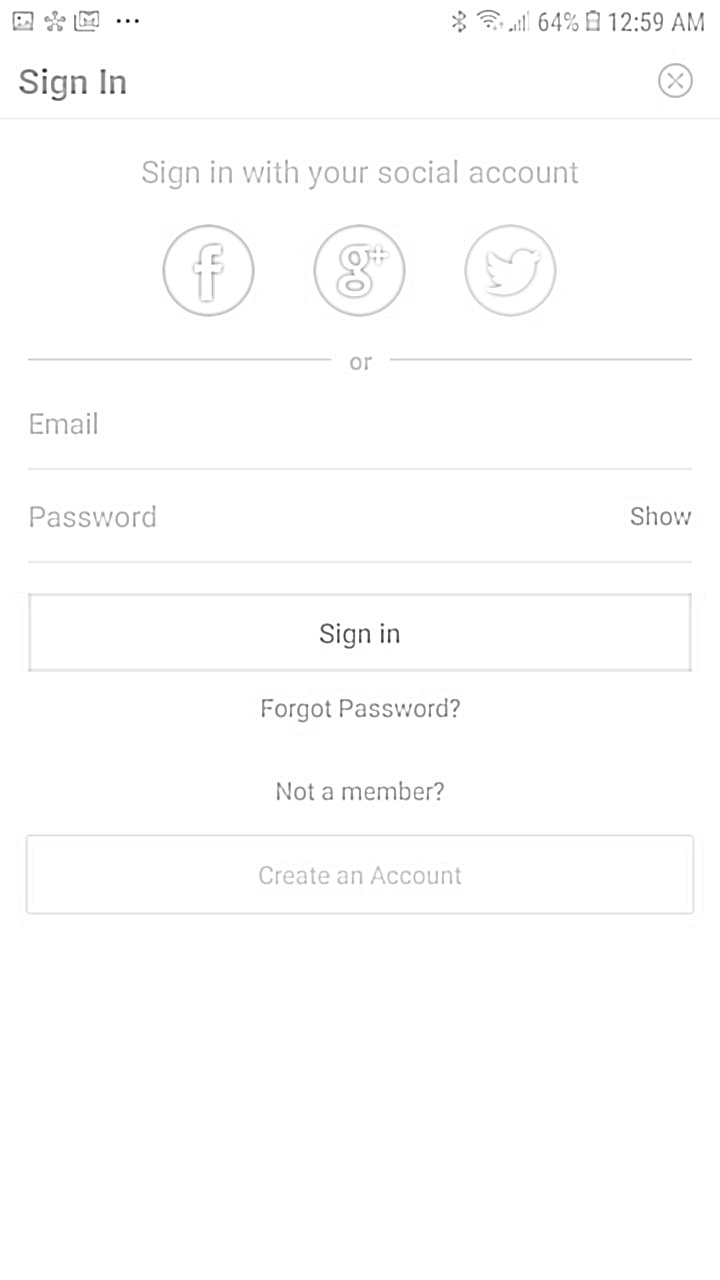 64% 12:59 AM
Sign In
Sign in with your social account
f g+
or
Email
Password Show
Sign in
Forgot Password?
Not a member?
Create an Account